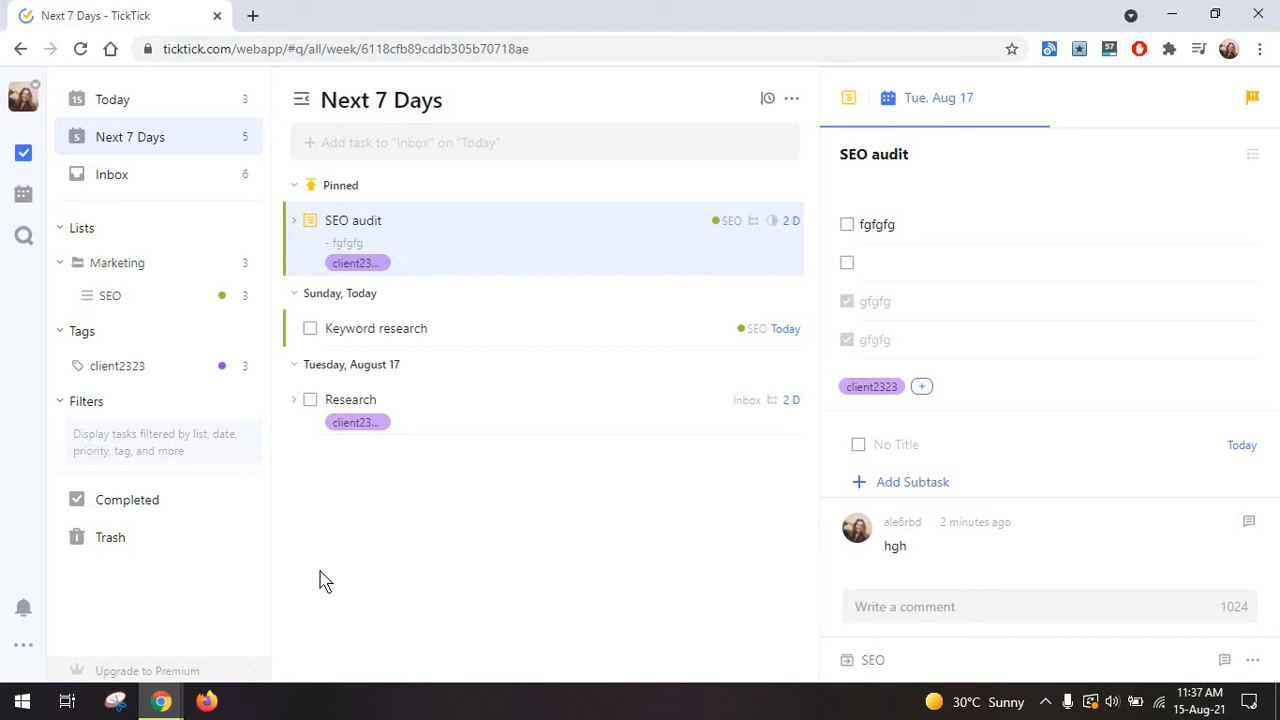 Next 7 Days - TickTick
ticktick.com/webapp/#q/all/week/6118cfb89cddb305b70718ae
57
15 Today 3
S Next 7 Days 5
Inbox 6
Lists
Marketing 3
SEO 3
Tags
client2323 3
Filters
Display tasks filtered by list, date,
priority, tag, and more
Completed
Trash
Upgrade to Premium
Next 7 Days
+ Add task to "Inbox" on "Today"
Pinned
SEO audit SEO 2 D
- fgfgfg
client23...
Sunday, Today
Keyword research SEO Today
Tuesday, August 17
Research Inbox 2 D
client23...
Tue, Aug 17
SEO audit
fgfgfg
gfgfg
gfgfg
client2323 +
No Title Today
+ Add Subtask
ale6rbd 2 minutes ago
hgh
Write a comment 1024
SEO
30°C Sunny
11:37 AM
15-Aug-21